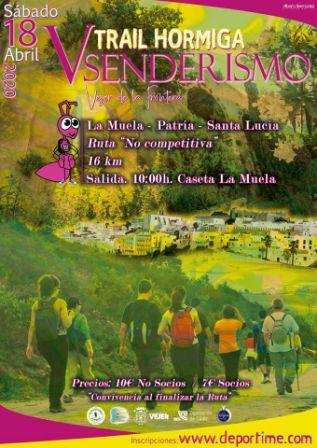 Sábado
18
Abril
2020
TRAIL HORMIGA
V SENDERISMO
Vejer de la Frontera
La Muela - Patría - Santa Lucia
Ruta "No competitiva"
16 km
Salida. 10:00h. Caseta La Muela
Precios: 10€ No Socios / 7€ Socios
"Convivencia al finalizar la Ruta"
VEJER
Inscripciones: www.deportime.com